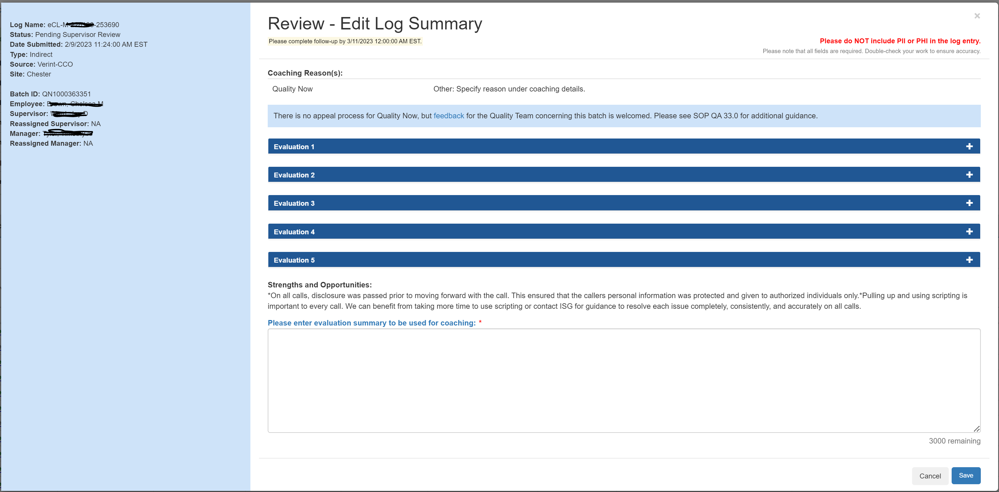 Log Name: eCL-M-253690
Status: Pending Supervisor Review
Date Submitted: 2/9/2023 11:24:00 AM EST
Type: Indirect
Source: Verint-CCO
Site: Chester
Batch ID: QN1000363351
Employee:
Supervisor:
Reassigned Supervisor: NA
Manager:
Reassigned Manager: NA
Review - Edit Log Summary
Please complete follow-up by 3/11/2023 12:00:00 AM EST.
Please do NOT include PII or PHI in the log entry.
Please note that all fields are required. Double-check your work to ensure accuracy.
Coaching Reason(s):
Quality Now Other: Specify reason under coaching details.
There is no appeal process for Quality Now, but feedback for the Quality Team concerning this batch is welcomed. Please see SOP QA 33.0 for additional guidance.
Evaluation 1
Evaluation 2
Evaluation 3
Evaluation 4
Evaluation 5
Strengths and Opportunities:
*On all calls, disclosure was passed prior to moving forward with the call. This ensured that the callers personal information was protected and given to authorized individuals only.*Pulling up and using scripting is
important to every call. We can benefit from taking more time to use scripting or contact ISG for guidance to resolve each issue completely, consistently, and accurately on all calls.
Please enter evaluation summary to be used for coaching: *
3000 remaining
Cancel Save